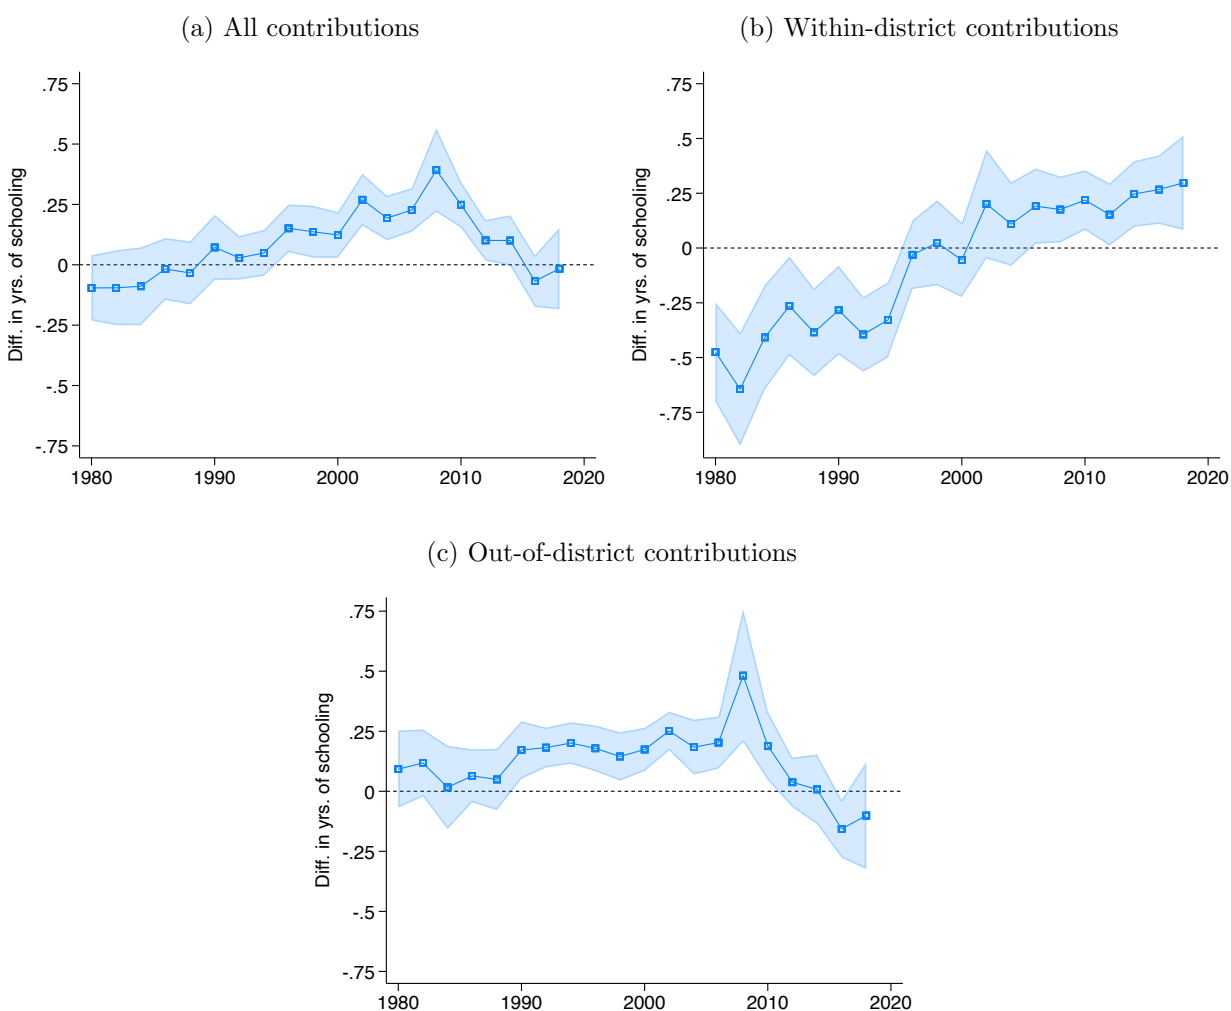 (a) All contributions
.75
.5
.25
0
-.25
-.5
-.75
Diff. in yrs. of schooling
1980 1990 2000 2010 2020
(b) Within-district contributions
.75
.5
.25
0
-.25
-.5
-.75
Diff. in yrs. of schooling
1980 1990 2000 2010 2020
(c) Out-of-district contributions
.75
.5
.25
0
-.25
-.5
-.75
Diff. in yrs. of schooling
1980 1990 2000 2010 2020